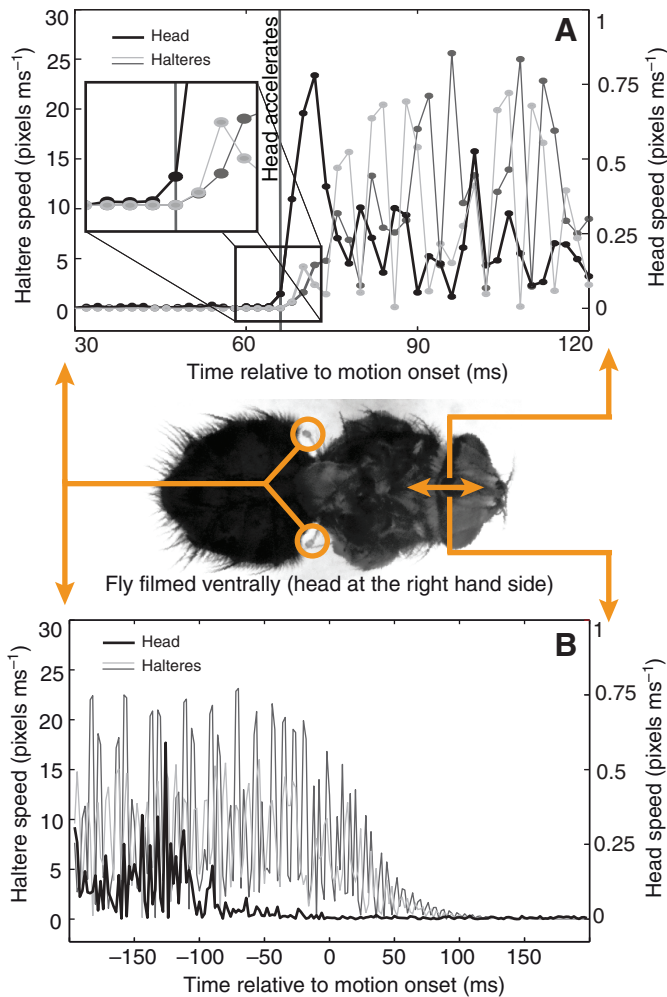 A
Head
Halteres
Head accelerates
30
25
20
15
10
5
0
Haltere speed (pixels ms⁻¹)
1
0.75
0.5
0.25
0
Head speed (pixels ms⁻¹)
30
60
90
120
Time relative to motion onset (ms)
Fly filmed ventrally (head at the right hand side)
B
Head
Halteres
30
25
20
15
10
5
0
Haltere speed (pixels ms⁻¹)
1
0.75
0.5
0.25
0
Head speed (pixels ms⁻¹)
−150
−100
−50
0
50
100
150
Time relative to motion onset (ms)